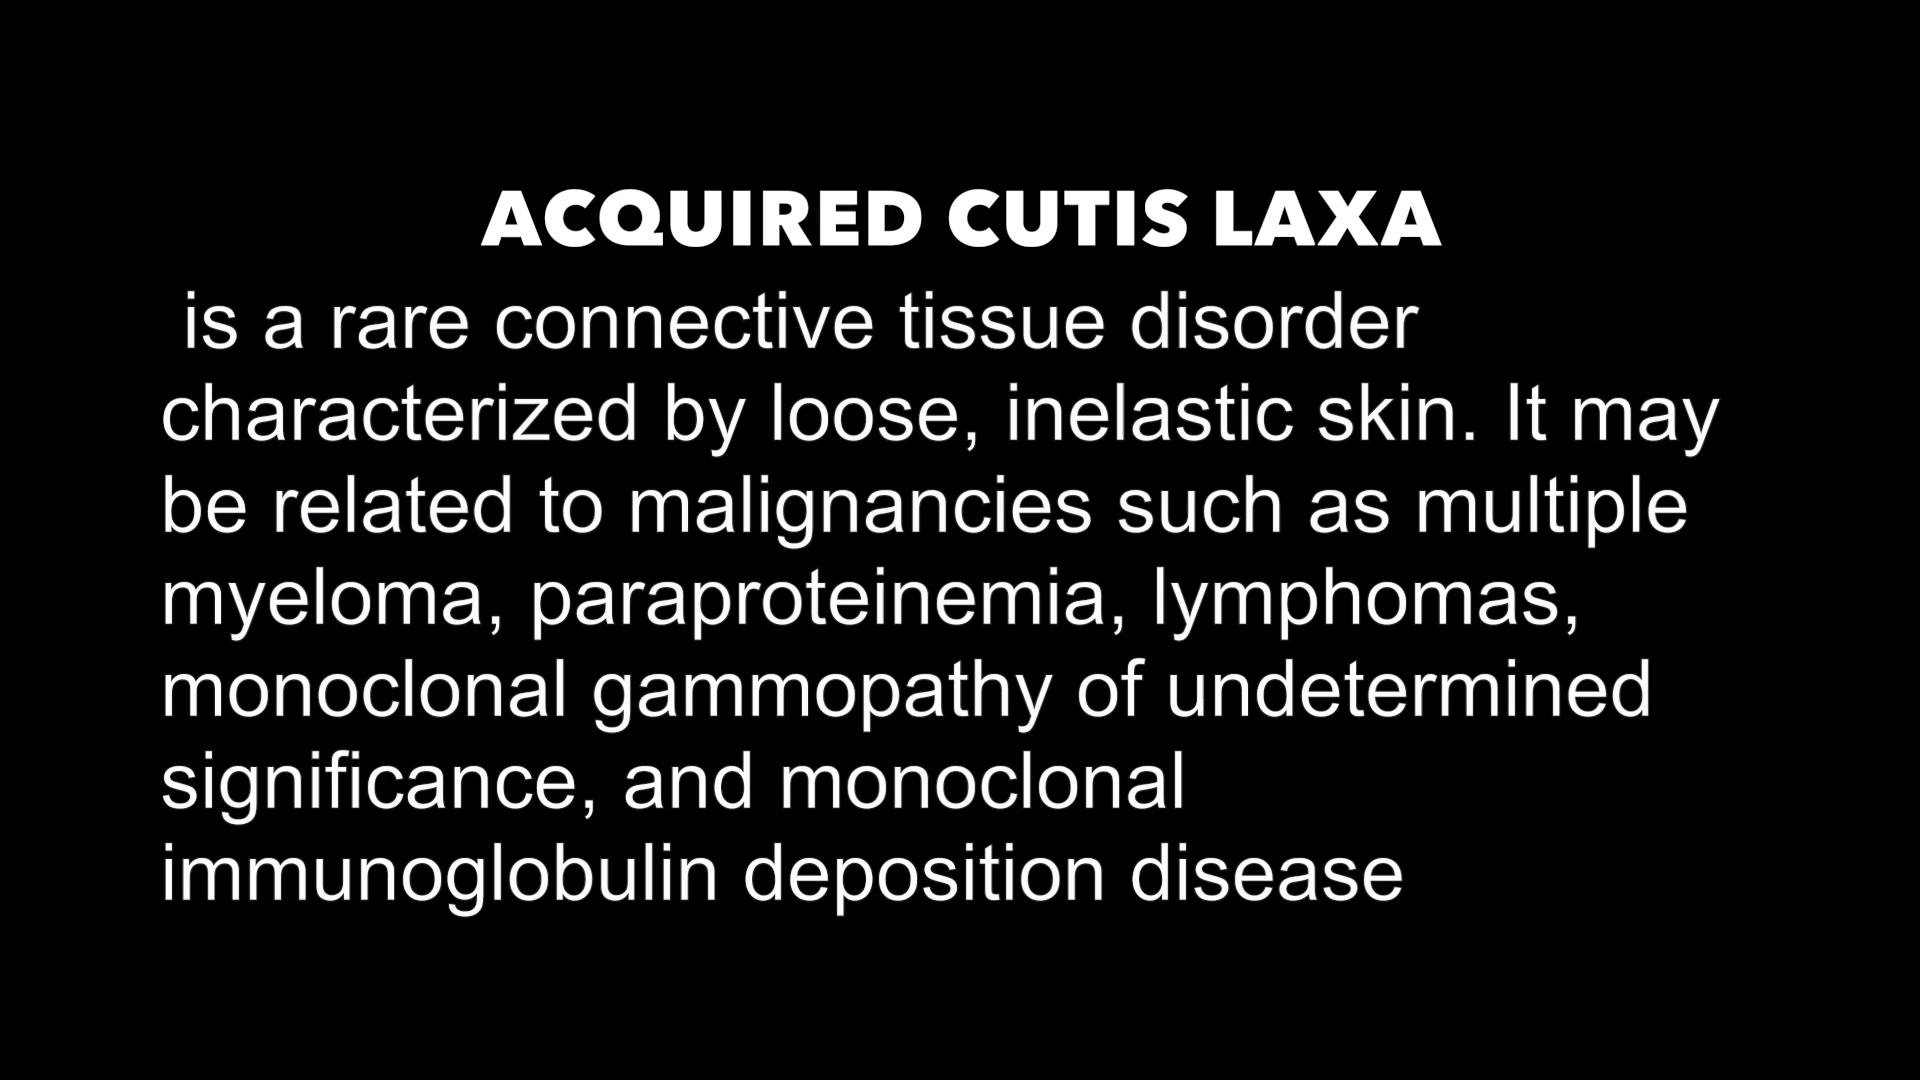 ACQUIRED CUTIS LAXA
is a rare connective tissue disorder
characterized by loose, inelastic skin. It may
be related to malignancies such as multiple
myeloma, paraproteinemia, lymphomas,
monoclonal gammopathy of undetermined
significance, and monoclonal
immunoglobulin deposition disease